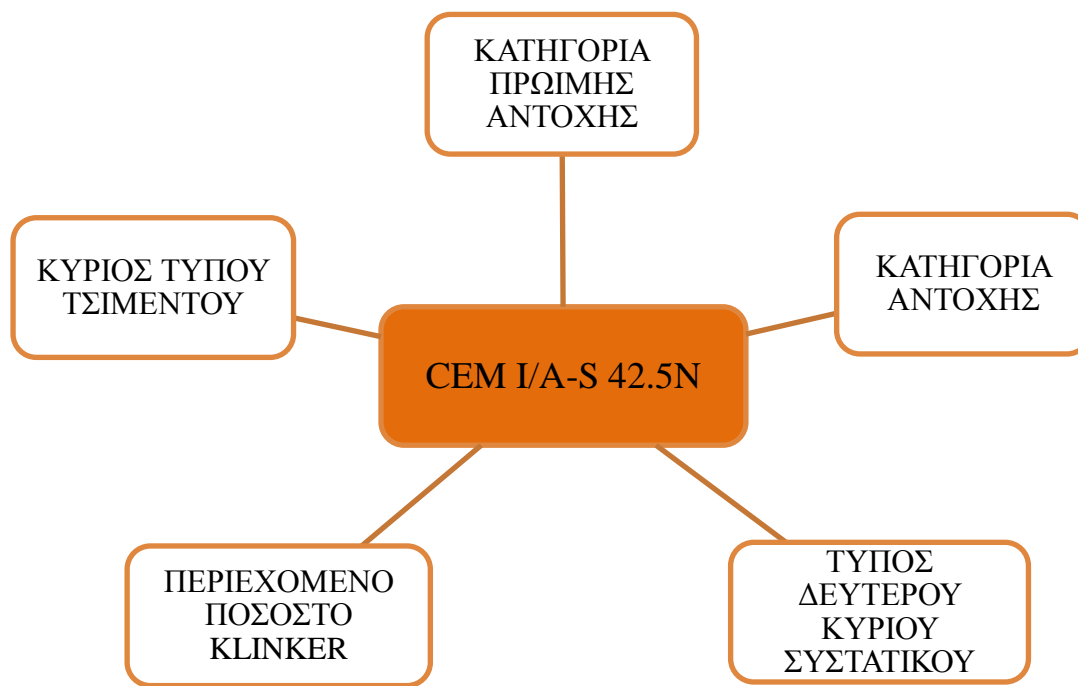 ΚΑΤΗΓΟΡΙΑ
ΠΡΩΙΜΗΣ
ΑΝΤΟΧΗΣ
ΚΥΡΙΟΣ ΤΥΠΟΥ
ΤΣΙΜΕΝΤΟΥ
ΚΑΤΗΓΟΡΙΑ
ΑΝΤΟΧΗΣ
CEM I/A-S 42.5N
ΠΕΡΙΕΧΟΜΕΝΟ
ΠΟΣΟΣΤΟ
KLINKER
ΤΥΠΟΣ
ΔΕΥΤΕΡΟΥ
ΚΥΡΙΟΥ
ΣΥΣΤΑΤΙΚΟΥ